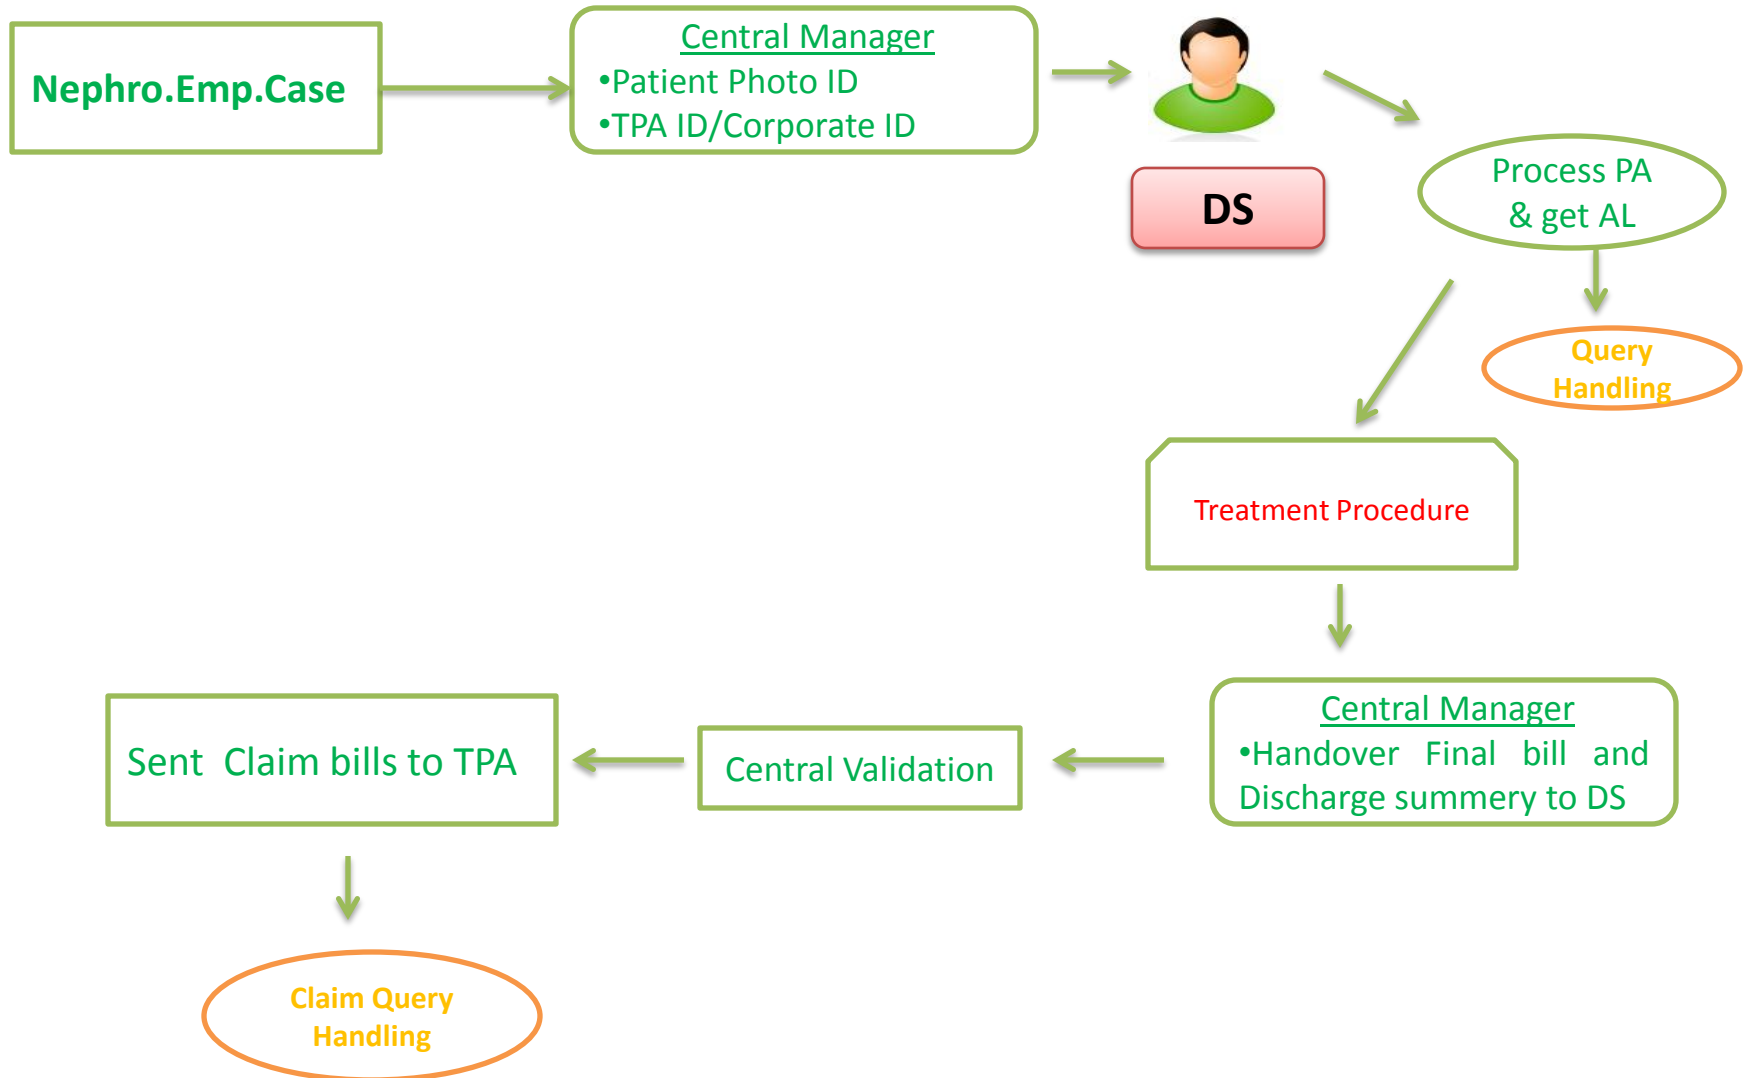 Nephro.Emp.Case
Central Manager
•Patient Photo ID
•TPA ID/Corporate ID
DS
Process PA
& get AL
Query
Handling
Treatment Procedure
Central Manager
•Handover Final bill and
Discharge summery to DS
Central Validation
Sent Claim bills to TPA
Claim Query
Handling